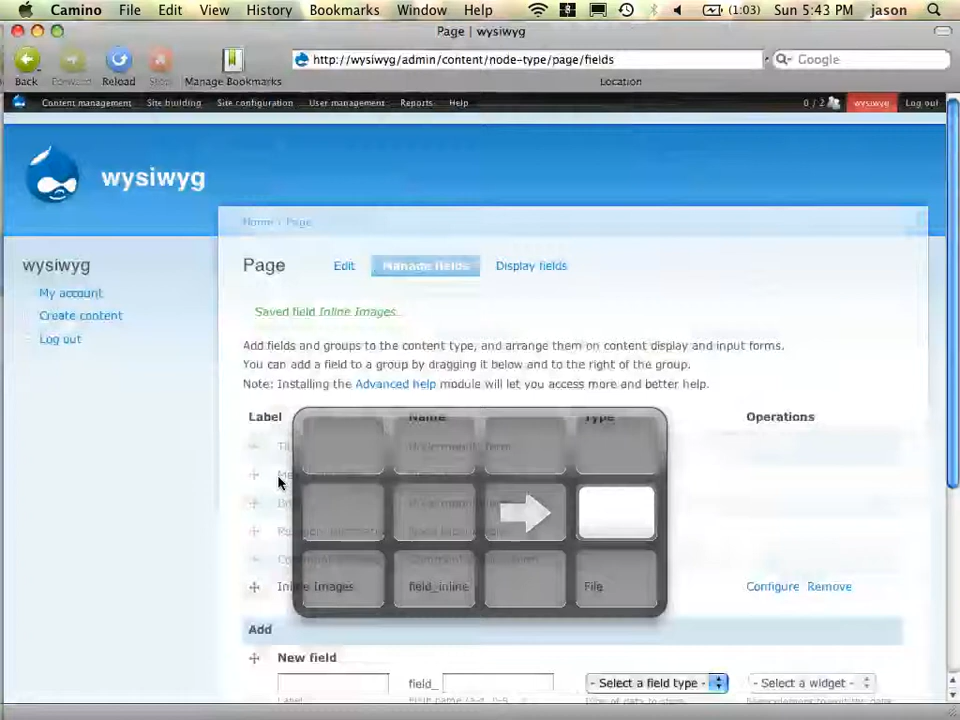 Camino File Edit View History Bookmarks Window Help (1:03) Sun 5:43 PM jason
Page | wysiwyg
http://wysiwyg/admin/content/node-type/page/fields Google
Back Forward Reload Stop Manage Bookmarks Location
Content management Site building Site configuration User management Reports Help 0 / 2 wysiwyg Log out
wysiwyg
Home › Page
wysiwyg
Page Edit Manage fields Display fields
My account
Create content
Log out
Saved field Inline Images.
Add fields and groups to the content type, and arrange them on content display and input forms.
You can add a field to a group by dragging it below and to the right of the group.
Note: Installing the Advanced help module will let you access more and better help.
Label Name Type Operations
Inline Images field_inline File Configure Remove
Add
New field
field_ - Select a field type - - Select a widget -
Label